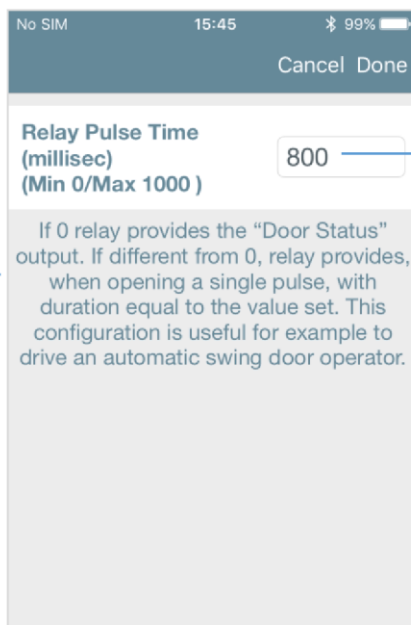 No SIM 15:45 99%
Cancel Done
Relay Pulse Time
(millisec)
(Min 0/Max 1000 )
800
If 0 relay provides the “Door Status”
output. If different from 0, relay provides,
when opening a single pulse, with
duration equal to the value set. This
configuration is useful for example to
drive an automatic swing door operator.